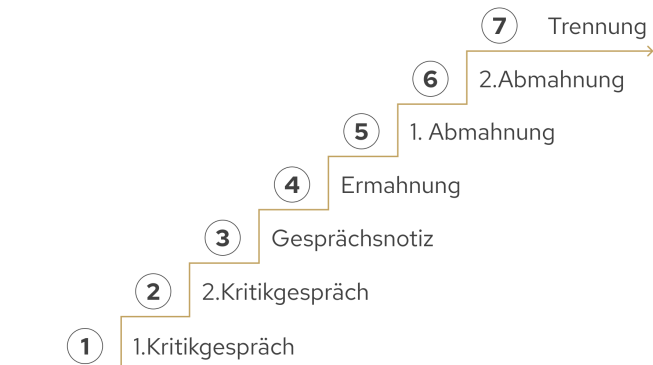 7 Trennung
6 2.Abmahnung
5 1. Abmahnung
4 Ermahnung
3 Gesprächsnotiz
2 2.Kritikgespräch
1 1.Kritikgespräch